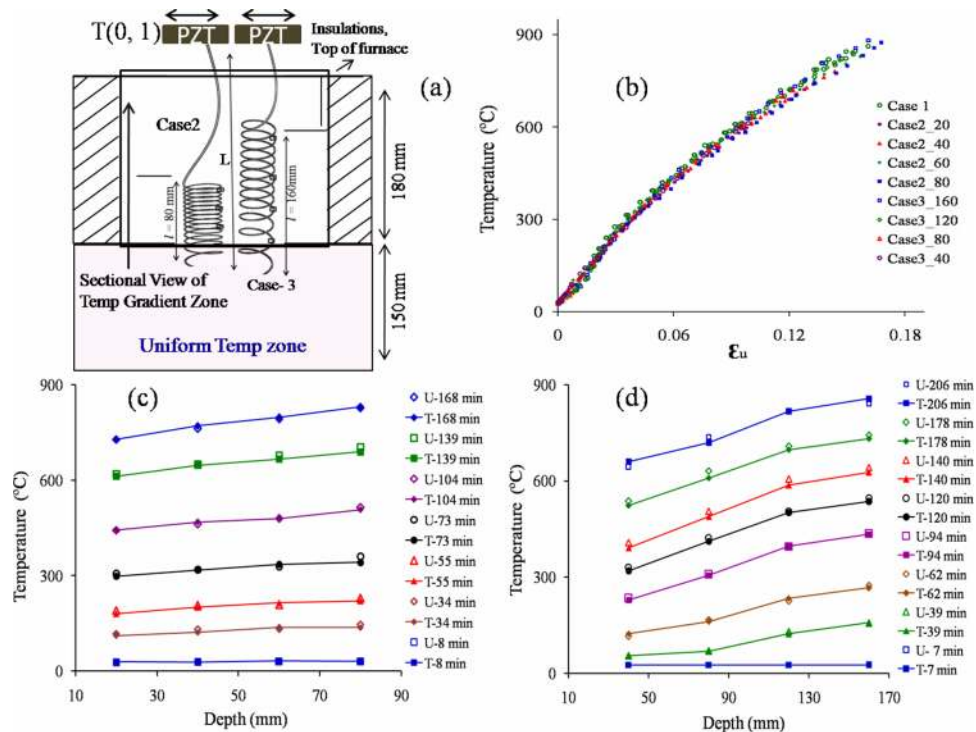 T(0, 1)
PZT
PZT
Insulations,
Top of furnace
(a)
Case2
L
l = 80 mm
l = 160mm
180 mm
Sectional View of
Temp Gradient Zone
Case- 3
150 mm
Uniform Temp zone
(b)
Temperature (°C)
900
600
300
0
0
0.06
0.12
0.18
εu
Case 1
Case2_20
Case2_40
Case2_60
Case2_80
Case3_160
Case3_120
Case3_80
Case3_40
(c)
Temperature (°C)
900
600
300
0
10
30
50
70
90
Depth (mm)
U-168 min
T-168 min
U-139 min
T-139 min
U-104 min
T-104 min
U-73 min
T-73 min
U-55 min
T-55 min
U-34 min
T-34 min
U-8 min
T-8 min
(d)
Temperature (°C)
900
600
300
0
10
50
90
130
170
Depth (mm)
U-206 min
T-206 min
U-178 min
T-178 min
U-140 min
T-140 min
U-120 min
T-120 min
U-94 min
T-94 min
U-62 min
T-62 min
U-39 min
T-39 min
U- 7 min
T-7 min